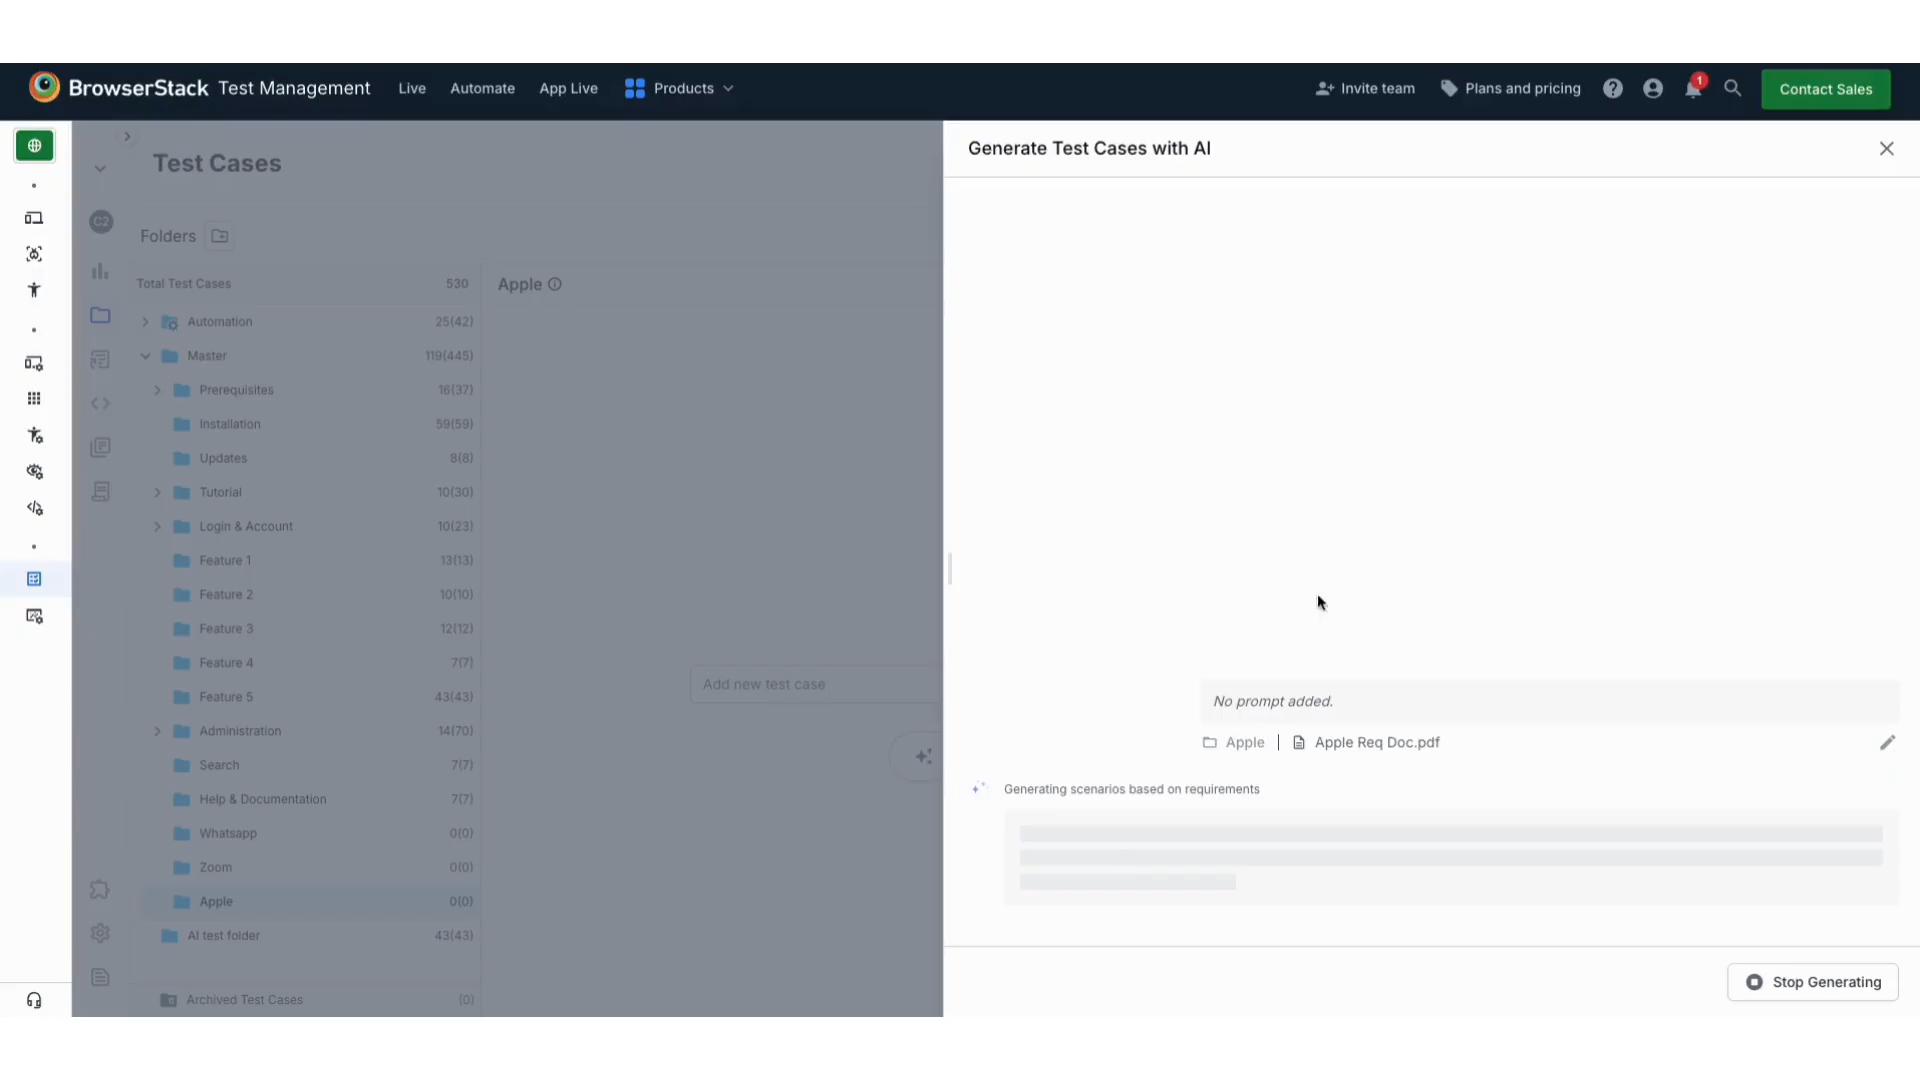 BrowserStack Test Management Live Automate App Live Products Invite team Plans and pricing 1 Contact Sales
Test Cases
C2
Folders
Total Test Cases 530
Automation 25(42)
Master 119(445)
Prerequisites 16(37)
Installation 59(59)
Updates 8(8)
Tutorial 10(30)
Login & Account 10(23)
Feature 1 13(13)
Feature 2 10(10)
Feature 3 12(12)
Feature 4 7(7)
Feature 5 43(43)
Administration 14(70)
Search 7(7)
Help & Documentation 7(7)
Whatsapp 0(0)
Zoom 0(0)
Apple 0(0)
AI test folder 43(43)
Archived Test Cases (0)
Apple
Add new test case
Generate Test Cases with AI
No prompt added.
Apple | Apple Req Doc.pdf
Generating scenarios based on requirements
Stop Generating